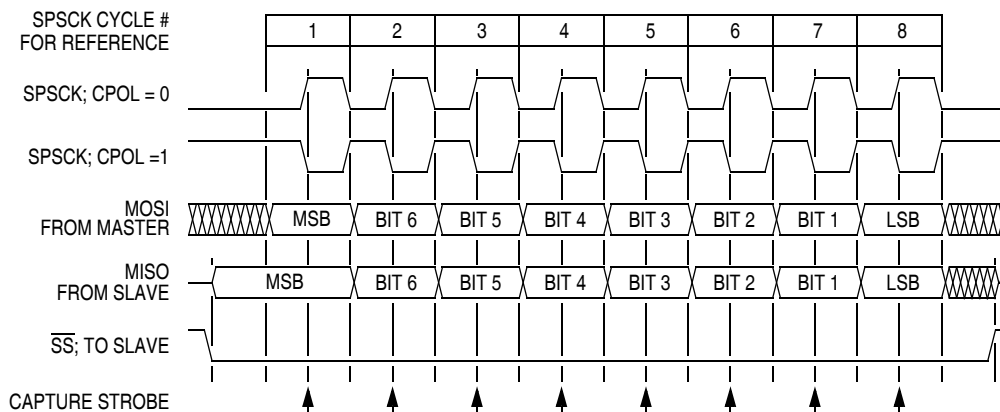 SPSCK CYCLE #
FOR REFERENCE
1 2 3 4 5 6 7 8
SPSCK; CPOL = 0
SPSCK; CPOL =1
MOSI
FROM MASTER
MSB BIT 6 BIT 5 BIT 4 BIT 3 BIT 2 BIT 1 LSB
MISO
FROM SLAVE
MSB BIT 6 BIT 5 BIT 4 BIT 3 BIT 2 BIT 1 LSB
S̅S̅; TO SLAVE
CAPTURE STROBE